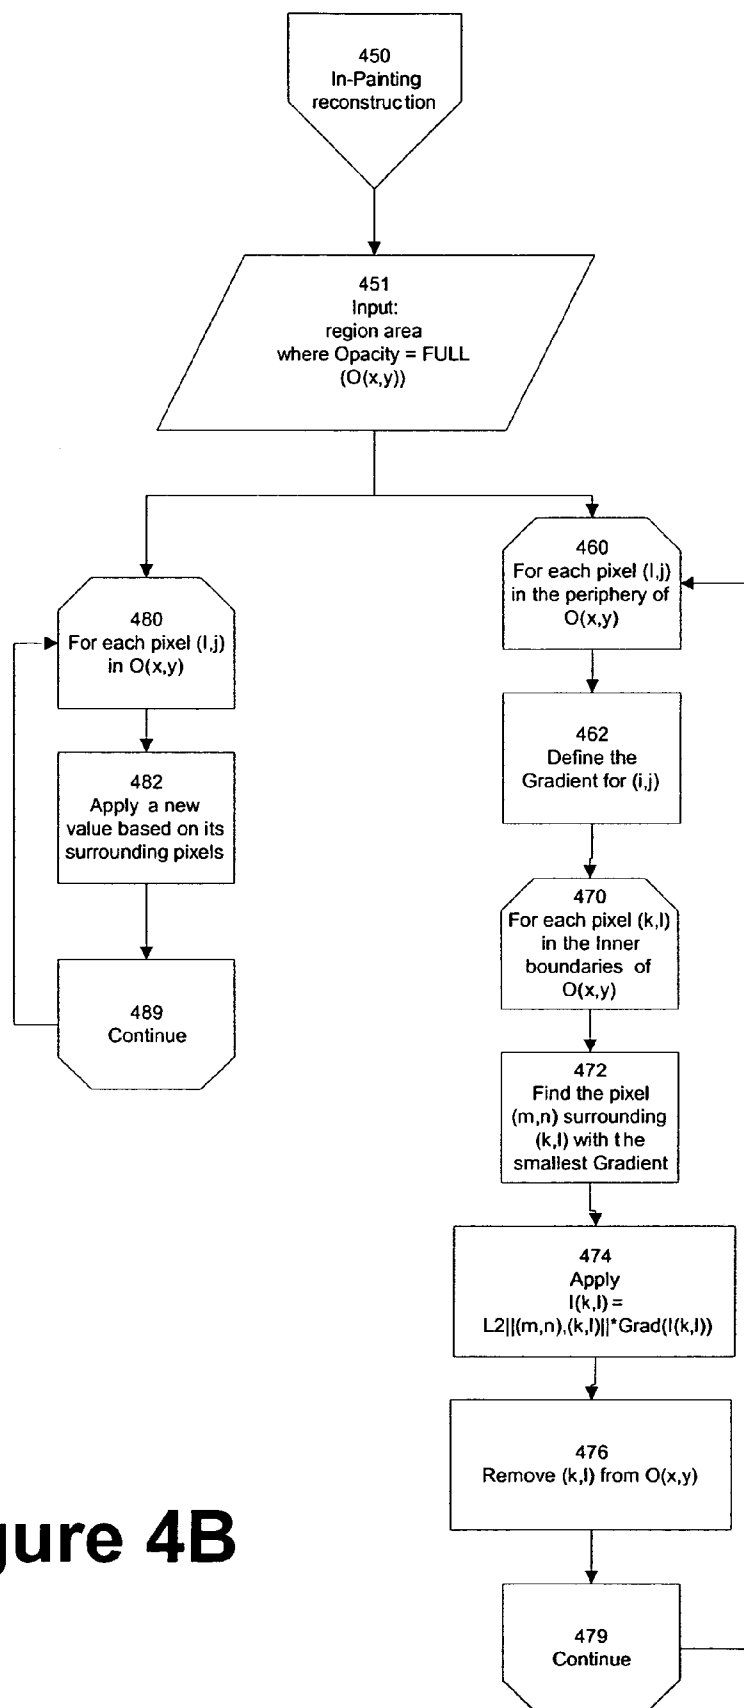 450
In-Painting
reconstruction
451
Input:
region area
where Opacity = FULL
(O(x,y))
480
For each pixel (I,j)
in O(x,y)
482
Apply a new
value based on its
surrounding pixels
489
Continue
460
For each pixel (I,j)
in the periphery of
O(x,y)
462
Define the
Gradient for (i,j)
470
For each pixel (k,l)
in the Inner
boundaries of
O(x,y)
472
Find the pixel
(m,n) surrounding
(k,l) with the
smallest Gradient
474
Apply
I(k,l) =
L2||(m,n),(k,l)||*Grad(I(k,l))
476
Remove (k,l) from O(x,y)
479
Continue
gure 4B